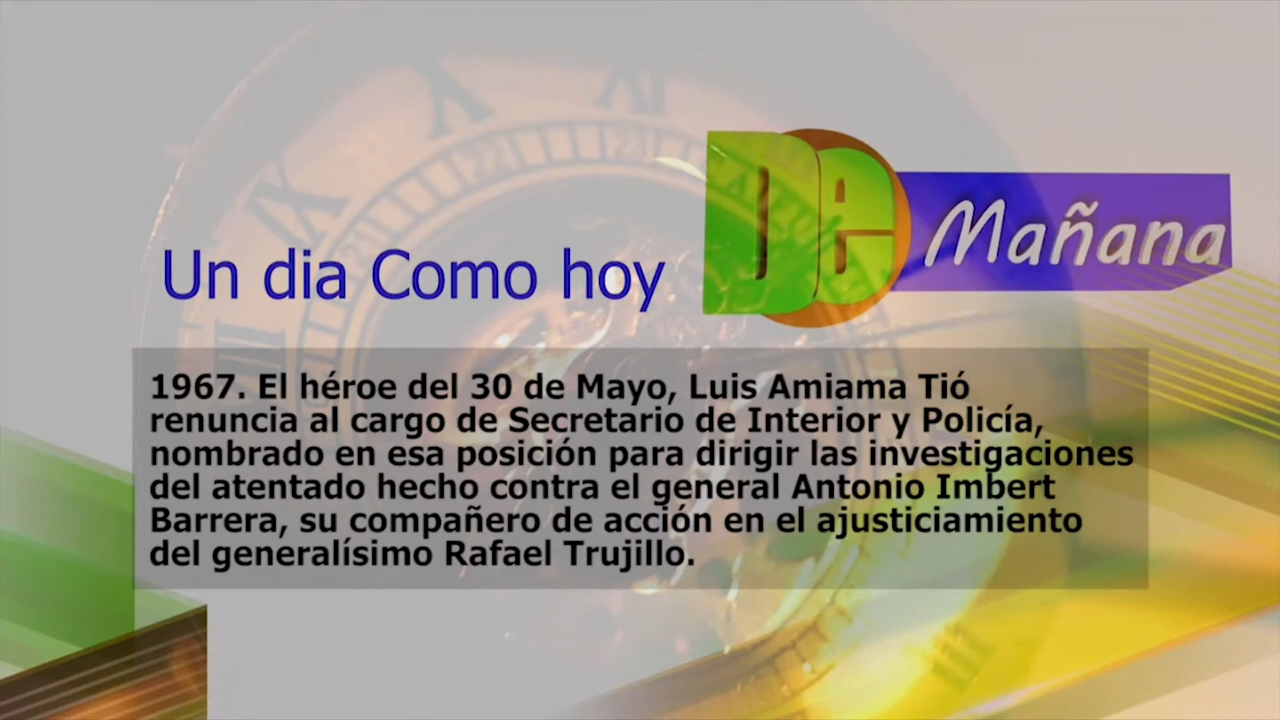 De Mañana
Un dia Como hoy
1967. El héroe del 30 de Mayo, Luis Amiama Tió
renuncia al cargo de Secretario de Interior y Policía,
nombrado en esa posición para dirigir las investigaciones
del atentado hecho contra el general Antonio Imbert
Barrera, su compañero de acción en el ajusticiamiento
del generalísimo Rafael Trujillo.